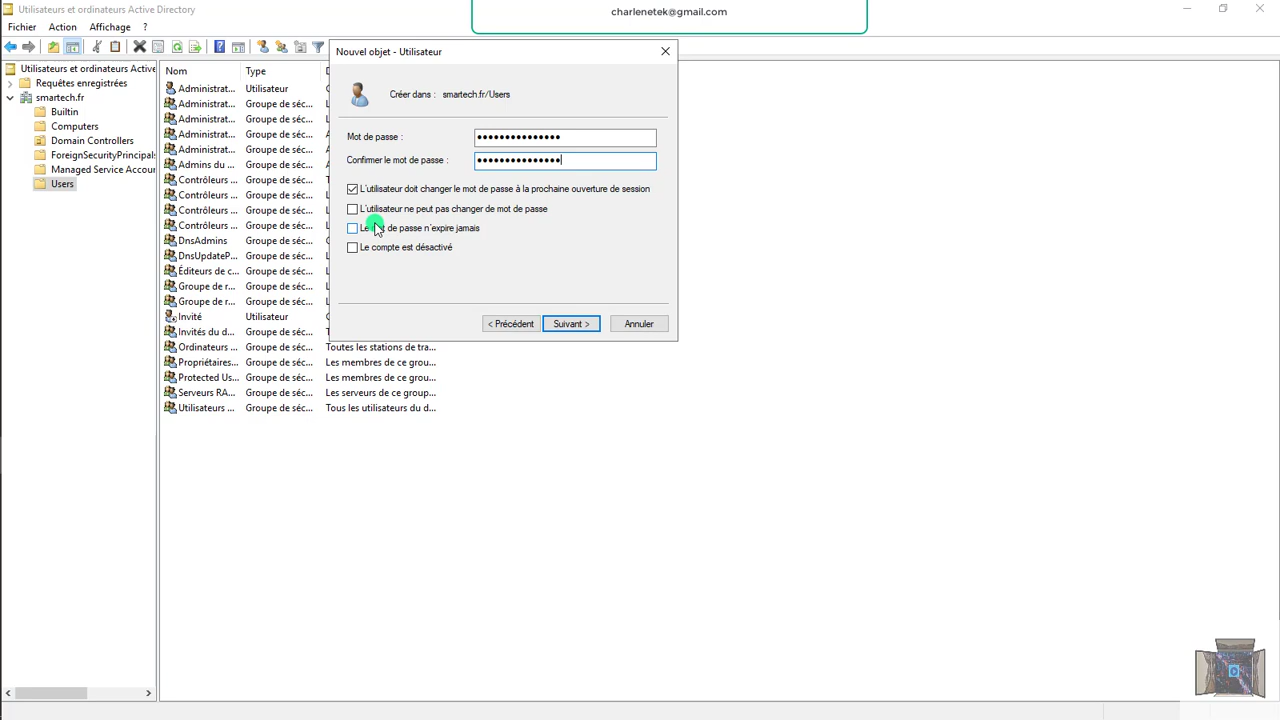 charlenetek@gmail.com
Utilisateurs et ordinateurs Active Directory
Fichier Action Affichage ?
Nouvel objet - Utilisateur
Créer dans : smartech.fr/Users
Mot de passe :
Confirmer le mot de passe :
L'utilisateur doit changer le mot de passe à la prochaine ouverture de session
L'utilisateur ne peut pas changer de mot de passe
Le de passe n'expire jamais
Le compte est désactivé
< Précédent Suivant > Annuler
Utilisateurs et ordinateurs Active
Requêtes enregistrées
smartech.fr
Builtin
Computers
Domain Controllers
ForeignSecurityPrincipals
Managed Service Accour
Users
Nom Type D
Administrat... Utilisateur C
Administrat... Groupe de séc... L
Administrat... Groupe de séc... L
Administrat... Groupe de séc... L
Administrat... Groupe de séc... L
Admins du ... Groupe de séc... L
Contrôleurs ... Groupe de séc... T
Contrôleurs ... Groupe de séc... L
Contrôleurs ... Groupe de séc... L
Contrôleurs ... Groupe de séc... L
DnsAdmins Groupe de séc... G
DnsUpdateP... Groupe de séc... L
Éditeurs de c... Groupe de séc... L
Groupe de r... Groupe de séc... L
Groupe de r... Groupe de séc... L
Invité Utilisateur C
Invités du d... Groupe de séc... T
Ordinateurs ... Groupe de séc... Toutes les stations de tra...
Propriétaires... Groupe de séc... Les membres de ce grou...
Protected Us... Groupe de séc... Les membres de ce grou...
Serveurs RA... Groupe de séc... Les serveurs de ce group...
Utilisateurs ... Groupe de séc... Tous les utilisateurs du d...